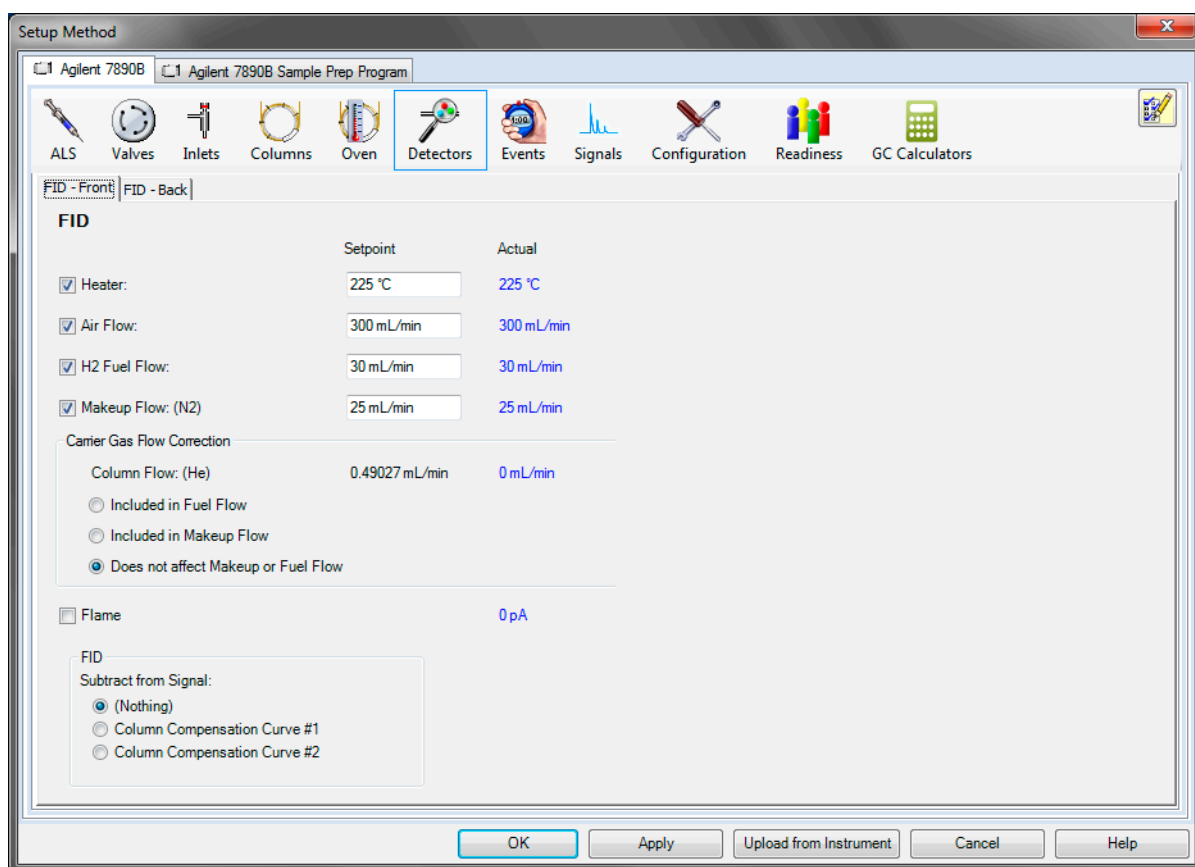 Setup Method
Agilent 7890B Agilent 7890B Sample Prep Program
ALS Valves Inlets Columns Oven Detectors Events Signals Configuration Readiness GC Calculators
FID - Front FID - Back
FID
Setpoint Actual
Heater: 225 °C 225 °C
Air Flow: 300 mL/min 300 mL/min
H2 Fuel Flow: 30 mL/min 30 mL/min
Makeup Flow: (N2) 25 mL/min 25 mL/min
Carrier Gas Flow Correction
Column Flow: (He) 0.49027 mL/min 0 mL/min
Included in Fuel Flow
Included in Makeup Flow
Does not affect Makeup or Fuel Flow
Flame 0 pA
FID
Subtract from Signal:
(Nothing)
Column Compensation Curve #1
Column Compensation Curve #2
OK Apply Upload from Instrument Cancel Help